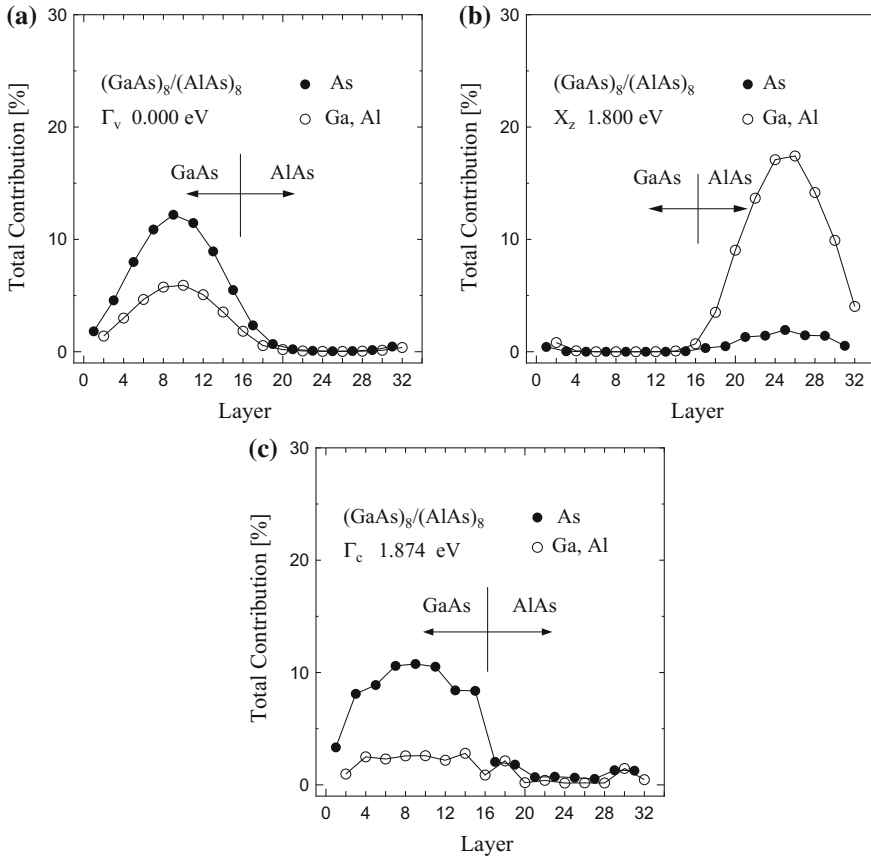 (a)
30
20
10
0
Total Contribution [%]
(GaAs)₈/(AlAs)₈
Γᵥ 0.000 eV
As
Ga, Al
GaAs
AlAs
0 4 8 12 16 20 24 28 32
Layer
(b)
30
20
10
0
Total Contribution [%]
(GaAs)₈/(AlAs)₈
X_z 1.800 eV
As
Ga, Al
GaAs
AlAs
0 4 8 12 16 20 24 28 32
Layer
(c)
30
20
10
0
Total Contribution [%]
(GaAs)₈/(AlAs)₈
Γ_c 1.874 eV
As
Ga, Al
GaAs
AlAs
0 4 8 12 16 20 24 28 32
Layer